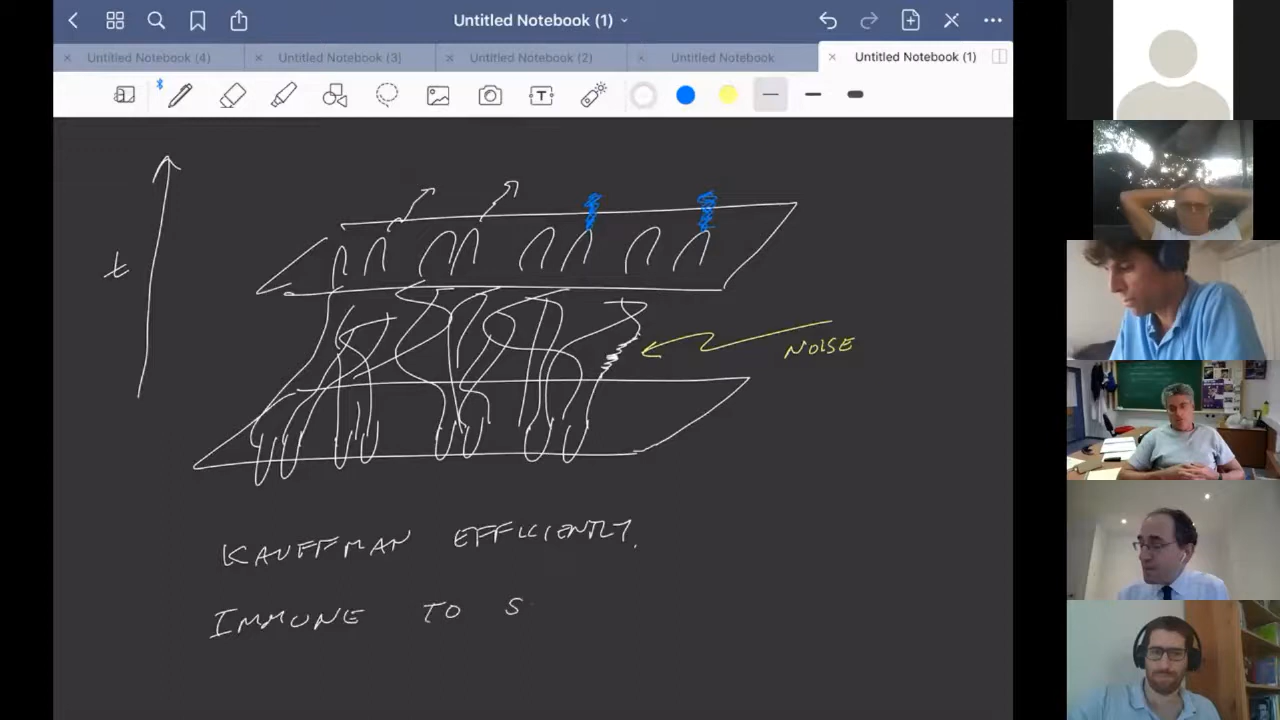 Untitled Notebook (1)
Untitled Notebook (4)
Untitled Notebook (3)
Untitled Notebook (2)
Untitled Notebook
Untitled Notebook (1)
T
t
NOISE
KAUFFMAN EFFICIENTLY.
IMMUNE TO S